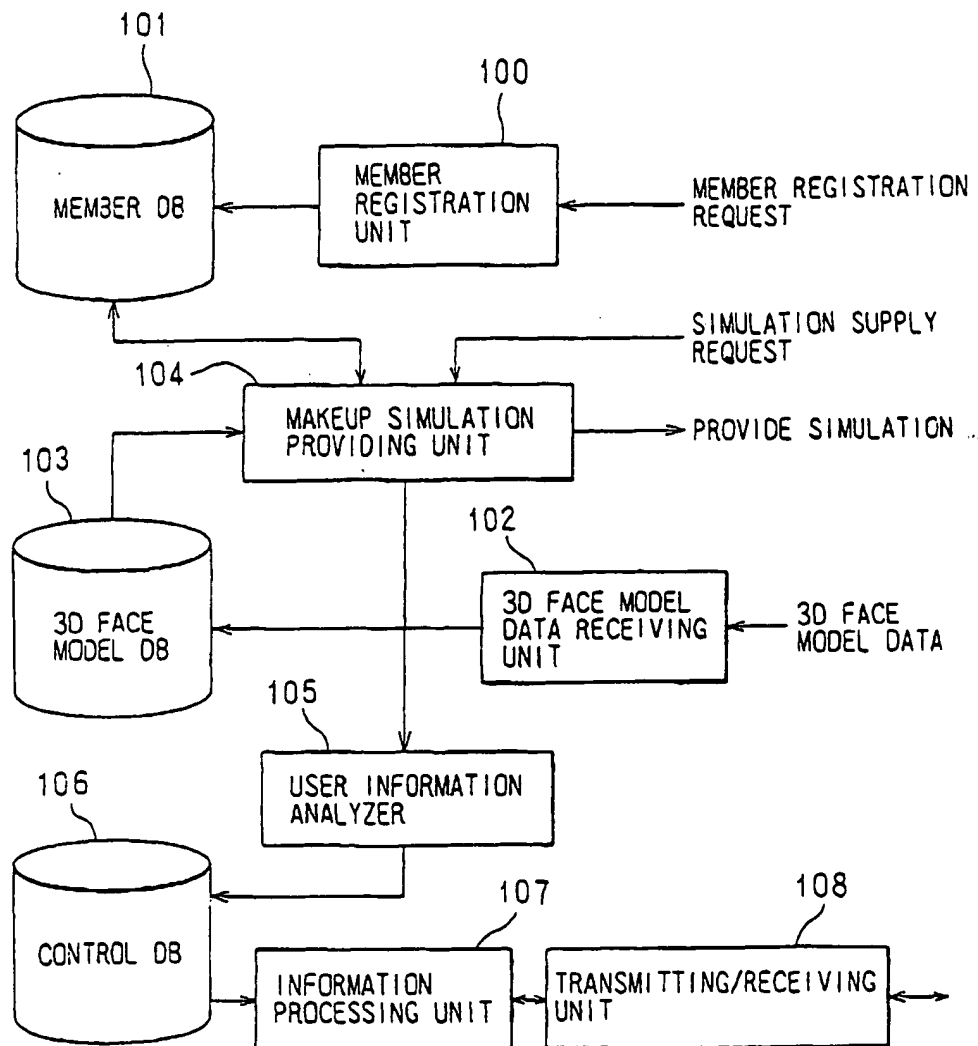 101
100
MEMBER DB
MEMBER
REGISTRATION
UNIT
MEMBER REGISTRATION
REQUEST
SIMULATION SUPPLY
REQUEST
104
MAKEUP SIMULATION
PROVIDING UNIT
PROVIDE SIMULATION
103
102
3D FACE
MODEL DB
3D FACE MODEL
DATA RECEIVING
UNIT
3D FACE
MODEL DATA
105
USER INFORMATION
ANALYZER
106
CONTROL DB
107
INFORMATION
PROCESSING UNIT
108
TRANSMITTING/RECEIVING
UNIT